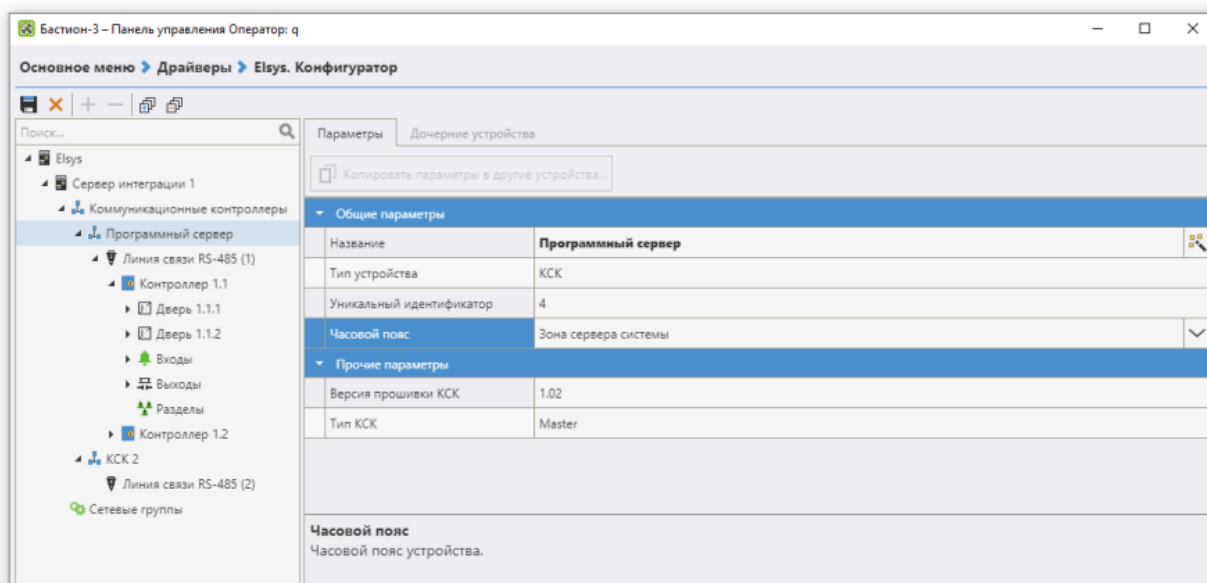 Бастион-3 – Панель управления Оператор: q
Основное меню Драйверы Elsys. Конфигуратор
Поиск...
Elsys
Сервер интеграции 1
Коммуникационные контроллеры
Программный сервер
Линия связи RS-485 (1)
Контроллер 1.1
Дверь 1.1.1
Дверь 1.1.2
Входы
Выходы
Разделы
Контроллер 1.2
КСК 2
Линия связи RS-485 (2)
Сетевые группы
Параметры Дочерние устройства
Копировать параметры в другие устройства...
Общие параметры
Название Программный сервер
Тип устройства КСК
Уникальный идентификатор 4
Часовой пояс Зона сервера системы
Прочие параметры
Версия прошивки КСК 1.02
Тип КСК Master
Часовой пояс
Часовой пояс устройства.